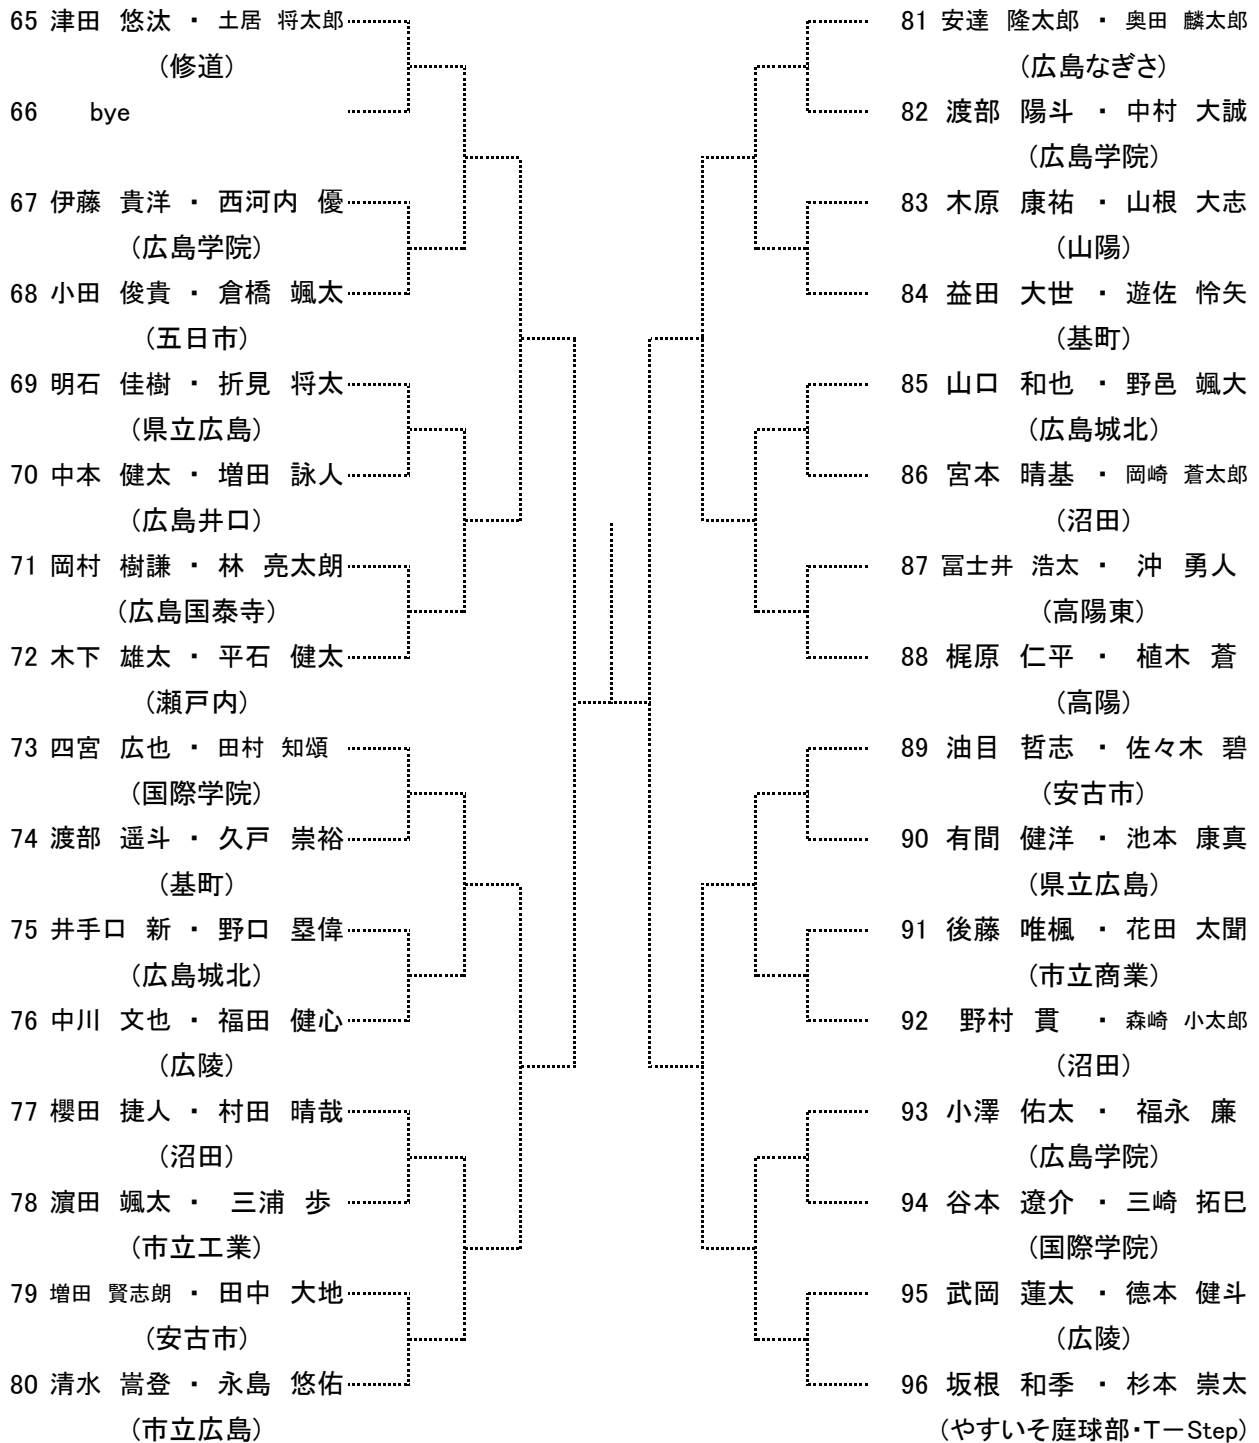 65 津田 悠汰 ・ 土居 将太郎
(修道)
66 bye
67 伊藤 貴洋 ・ 西河内 優
(広島学院)
68 小田 俊貴 ・ 倉橋 颯太
(五日市)
69 明石 佳樹 ・ 折見 将太
(県立広島)
70 中本 健太 ・ 増田 詠人
(広島井口)
71 岡村 樹謙 ・ 林 亮太朗
(広島国泰寺)
72 木下 雄太 ・ 平石 健太
(瀬戸内)
73 四宮 広也 ・ 田村 知頌
(国際学院)
74 渡部 遥斗 ・ 久戸 崇裕
(基町)
75 井手口 新 ・ 野口 塁偉
(広島城北)
76 中川 文也 ・ 福田 健心
(広陵)
77 櫻田 捷人 ・ 村田 晴哉
(沼田)
78 濵田 颯太 ・ 三浦 歩
(市立工業)
79 増田 賢志朗 ・ 田中 大地
(安古市)
80 清水 嵩登 ・ 永島 悠佑
(市立広島)
81 安達 隆太郎 ・ 奥田 麟太郎
(広島なぎさ)
82 渡部 陽斗 ・ 中村 大誠
(広島学院)
83 木原 康祐 ・ 山根 大志
(山陽)
84 益田 大世 ・ 遊佐 怜矢
(基町)
85 山口 和也 ・ 野邑 颯大
(広島城北)
86 宮本 晴基 ・ 岡崎 蒼太郎
(沼田)
87 冨士井 浩太 ・ 沖 勇人
(高陽東)
88 梶原 仁平 ・ 植木 蒼
(高陽)
89 油目 哲志 ・ 佐々木 碧
(安古市)
90 有間 健洋 ・ 池本 康真
(県立広島)
91 後藤 唯楓 ・ 花田 太聞
(市立商業)
92 野村 貫 ・ 森崎 小太郎
(沼田)
93 小澤 佑太 ・ 福永 廉
(広島学院)
94 谷本 遼介 ・ 三崎 拓巳
(国際学院)
95 武岡 蓮太 ・ 德本 健斗
(広陵)
96 坂根 和季 ・ 杉本 崇太
(やすいそ庭球部・T－Step)